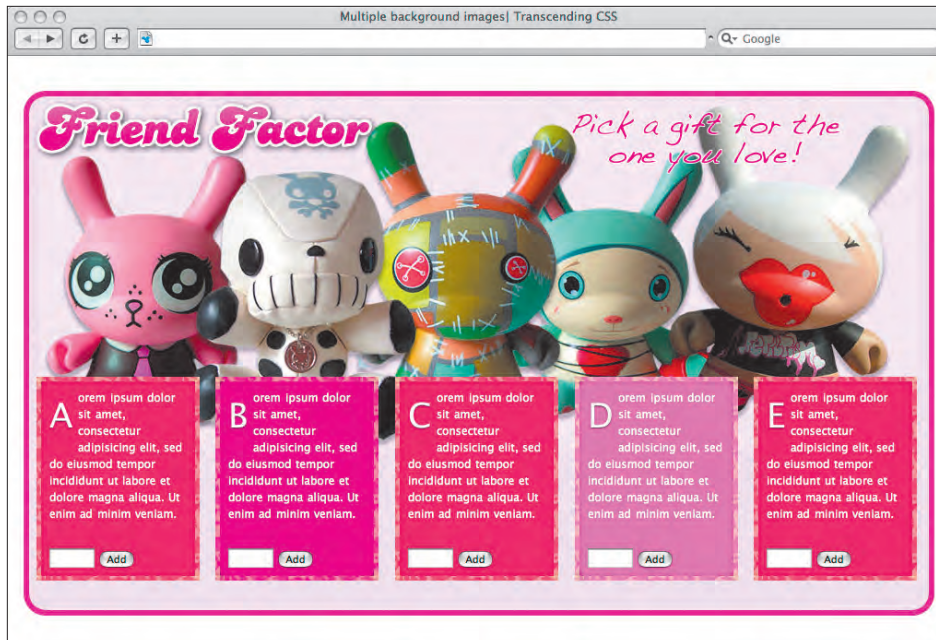 Multiple background images| Transcending CSS
Google
Friend Factor
Pick a gift for the
one you love!
A orem ipsum dolor
sit amet,
consectetur
adipisicing elit, sed
do eiusmod tempor
incididunt ut labore et
dolore magna aliqua. Ut
enim ad minim veniam.
Add
B orem ipsum dolor
sit amet,
consectetur
adipisicing elit, sed
do eiusmod tempor
incididunt ut labore et
dolore magna aliqua. Ut
enim ad minim veniam.
Add
C orem ipsum dolor
sit amet,
consectetur
adipisicing elit, sed
do eiusmod tempor
incididunt ut labore et
dolore magna aliqua. Ut
enim ad minim veniam.
Add
D orem ipsum dolor
sit amet,
consectetur
adipisicing elit, sed
do eiusmod tempor
incididunt ut labore et
dolore magna aliqua. Ut
enim ad minim veniam.
Add
E orem ipsum dolor
sit amet,
consectetur
adipisicing elit, sed
do eiusmod tempor
incididunt ut labore et
dolore magna aliqua. Ut
enim ad minim veniam.
Add